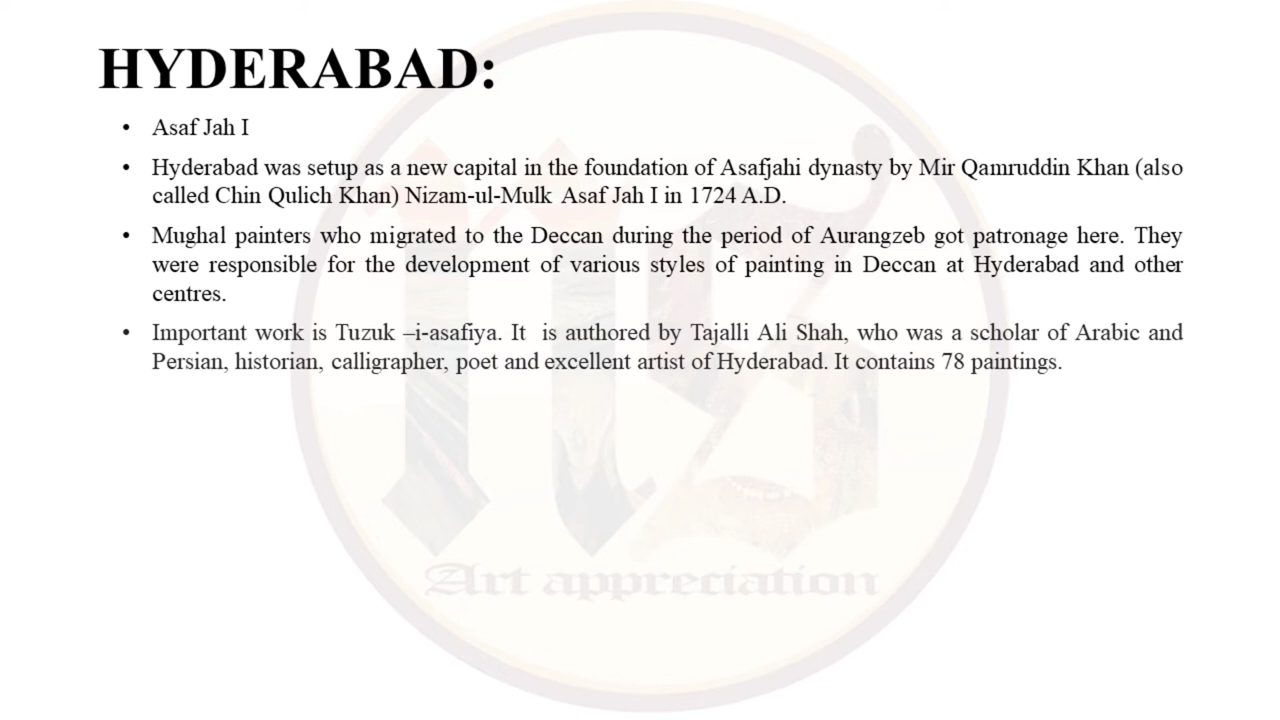 HYDERABAD:
• Asaf Jah I
• Hyderabad was setup as a new capital in the foundation of Asafjahi dynasty by Mir Qamruddin Khan (also
called Chin Qulich Khan) Nizam-ul-Mulk Asaf Jah I in 1724 A.D.
• Mughal painters who migrated to the Deccan during the period of Aurangzeb got patronage here. They
were responsible for the development of various styles of painting in Deccan at Hyderabad and other
centres.
• Important work is Tuzuk –i-asafiya. It is authored by Tajalli Ali Shah, who was a scholar of Arabic and
Persian, historian, calligrapher, poet and excellent artist of Hyderabad. It contains 78 paintings.
Art appreciation